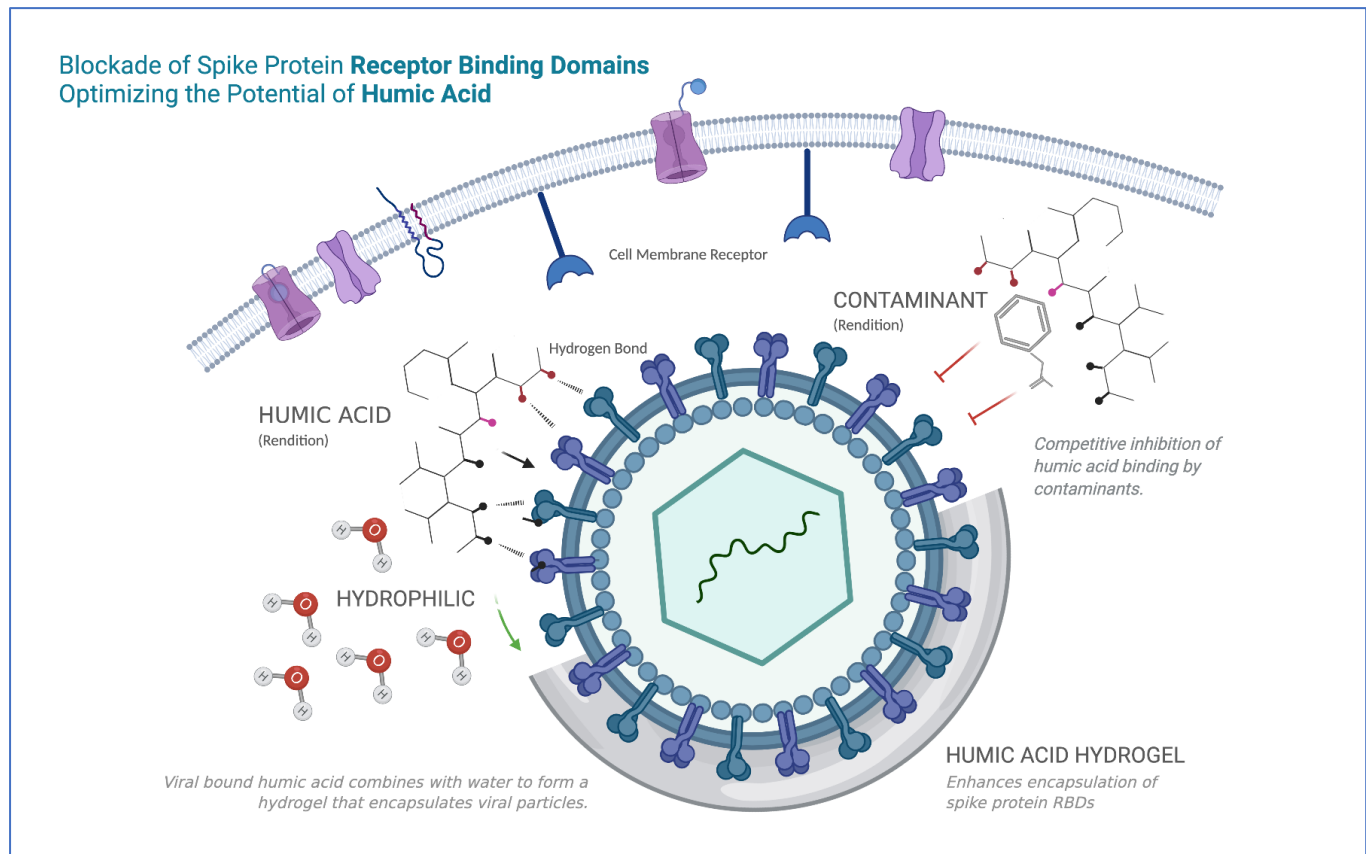 Blockade of Spike Protein Receptor Binding Domains
Optimizing the Potential of Humic Acid
Cell Membrane Receptor
CONTAMINANT
(Rendition)
Hydrogen Bond
HUMIC ACID
(Rendition)
Competitive inhibition of
humic acid binding by
contaminants.
H
O
H
HYDROPHILIC
H
O
H
H
O
H
H
O
H
H
O
H
HUMIC ACID HYDROGEL
Enhances encapsulation of
spike protein RBDs
Viral bound humic acid combines with water to form a
hydrogel that encapsulates viral particles.